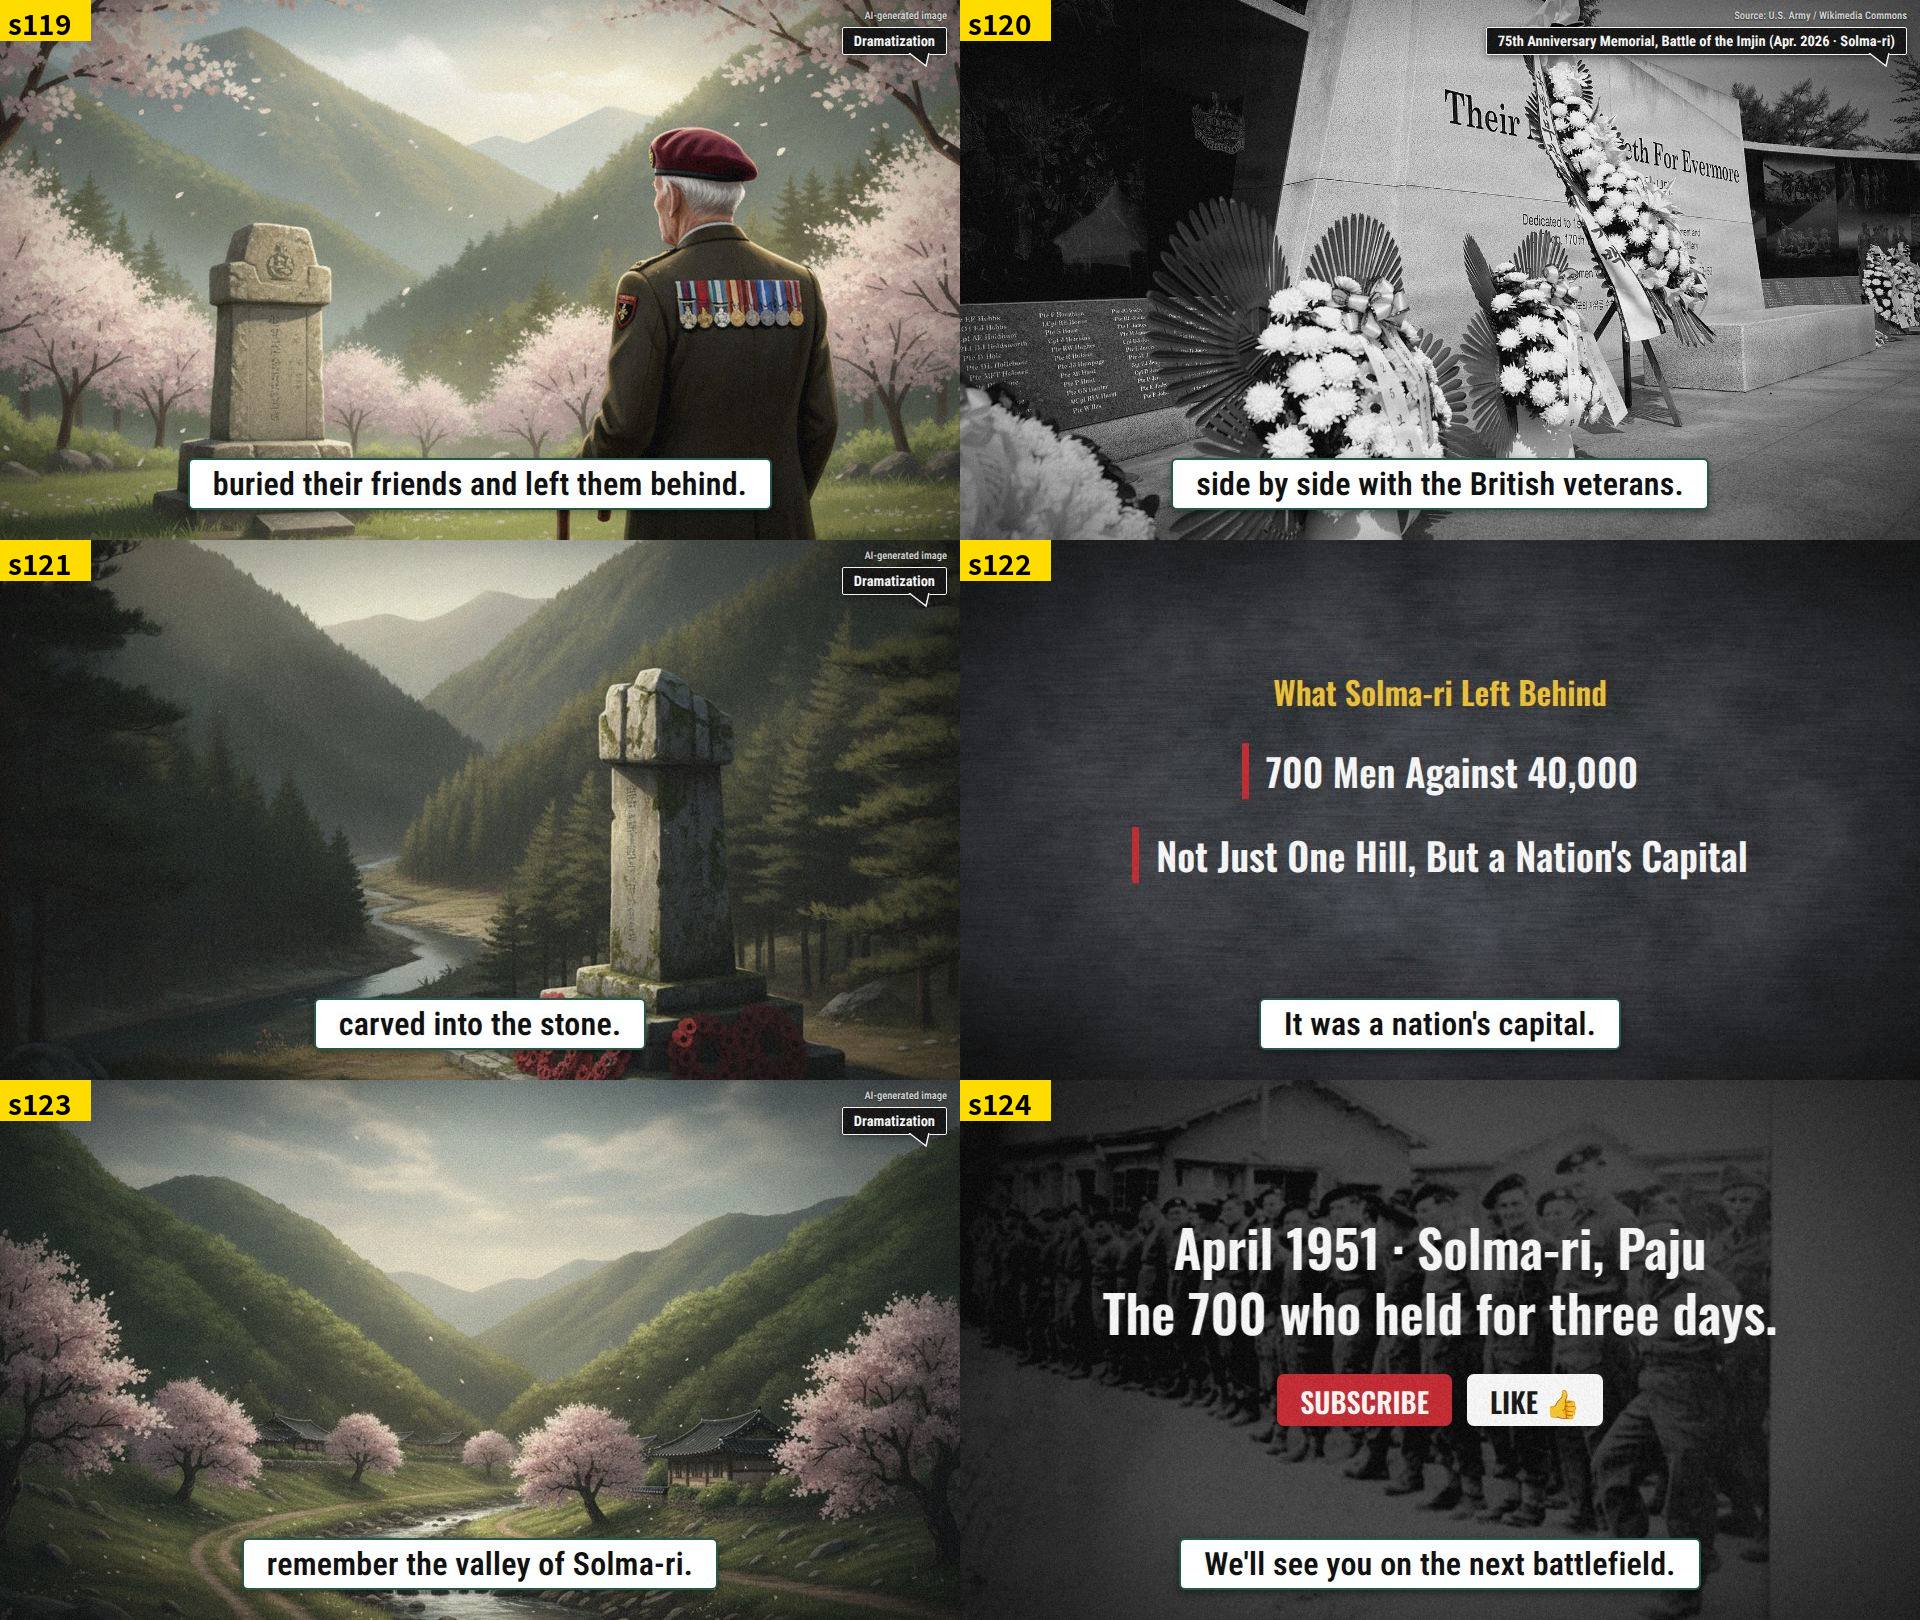 s119
AI-generated image
Dramatization
buried their friends and left them behind.
s120
Source: U.S. Army / Wikimedia Commons
75th Anniversary Memorial, Battle of the Imjin (Apr. 2026 · Solma-ri)
Their
eth For Evermore
Dedicated to
170th
side by side with the British veterans.
s121
AI-generated image
Dramatization
carved into the stone.
s122
What Solma-ri Left Behind
700 Men Against 40,000
Not Just One Hill, But a Nation's Capital
It was a nation's capital.
s123
AI-generated image
Dramatization
remember the valley of Solma-ri.
s124
April 1951 · Solma-ri, Paju
The 700 who held for three days.
SUBSCRIBE
LIKE 👍
We'll see you on the next battlefield.